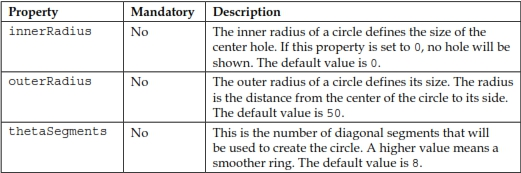 Property Mandatory Description
innerRadius No The inner radius of a circle defines the size of the
center hole. If this property is set to 0, no hole will be
shown. The default value is 0.
outerRadius No The outer radius of a circle defines its size. The radius
is the distance from the center of the circle to its side.
The default value is 50.
thetaSegments No This is the number of diagonal segments that will
be used to create the circle. A higher value means a
smoother ring. The default value is 8.